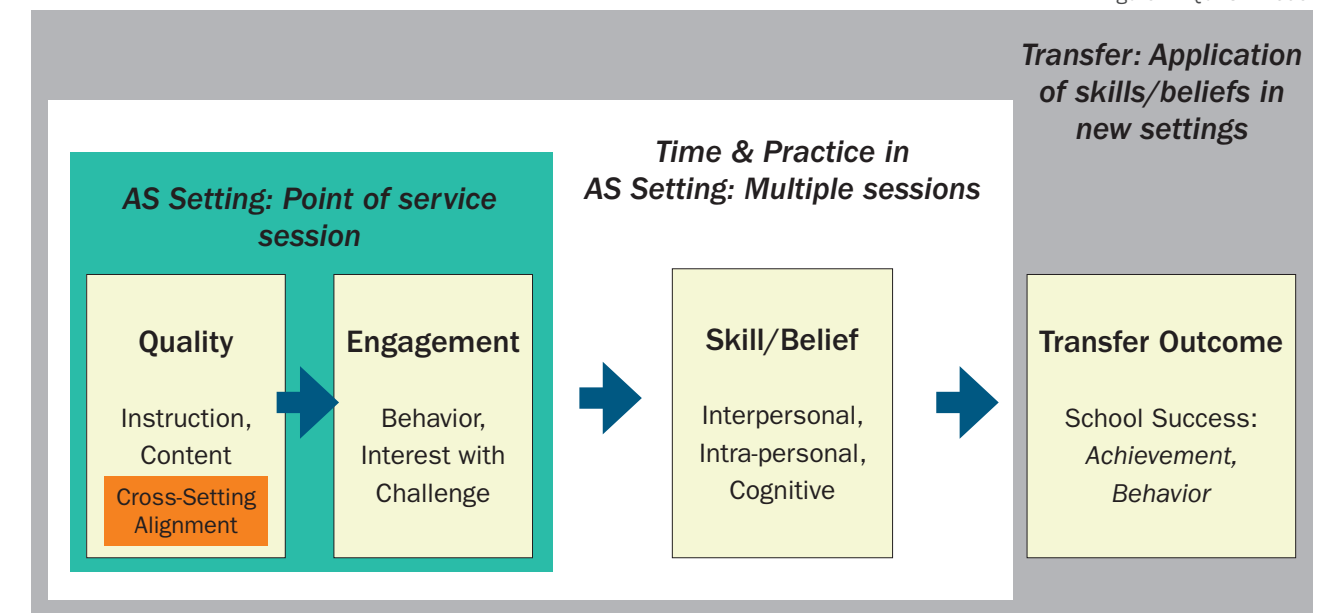 Transfer: Application
of skills/beliefs in
new settings
Time & Practice in
AS Setting: Multiple sessions
AS Setting: Point of service
session
Quality
Instruction,
Content
Cross-Setting
Alignment
Engagement
Behavior,
Interest with
Challenge
Skill/Belief
Interpersonal,
Intra-personal,
Cognitive
Transfer Outcome
School Success:
Achievement,
Behavior